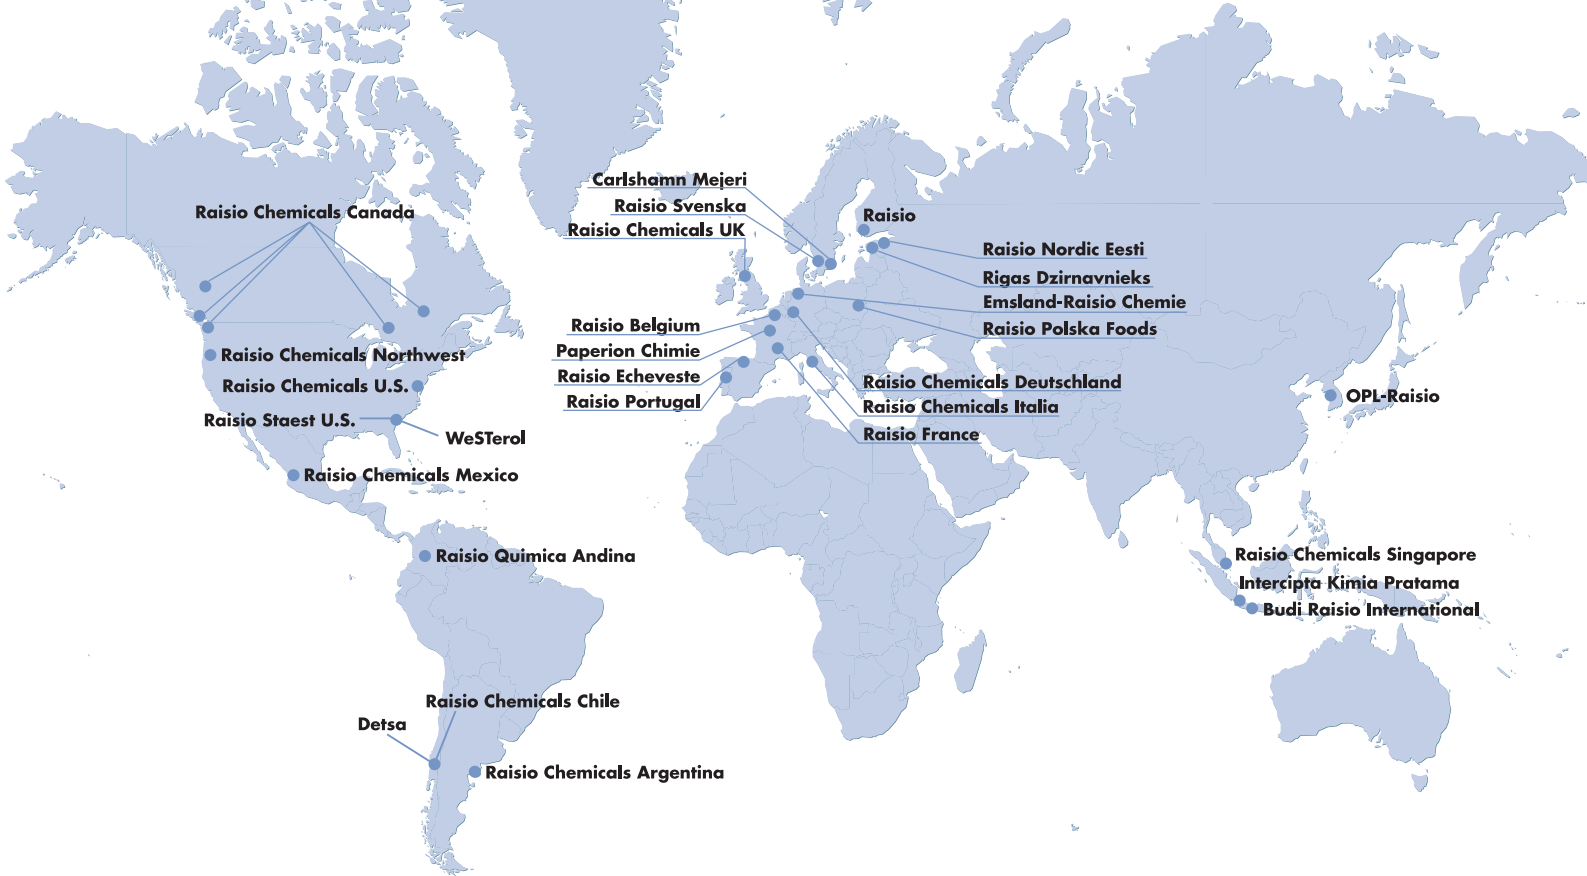 Carlshamn Mejeri
Raisio Svenska
Raisio Chemicals UK
Raisio Chemicals Canada
Raisio
Raisio Nordic Eesti
Rigas Dzirnavnieks
Emsland-Raisio Chemie
Raisio Polska Foods
Raisio Belgium
Paperion Chimie
Raisio Echeveste
Raisio Portugal
Raisio Chemicals Northwest
Raisio Chemicals U.S.
Raisio Staest U.S.
WeSTerol
Raisio Chemicals Mexico
Raisio Chemicals Deutschland
Raisio Chemicals Italia
Raisio France
OPL-Raisio
Raisio Quimica Andina
Raisio Chemicals Singapore
Intercipta Kimia Pratama
Budi Raisio International
Raisio Chemicals Chile
Detsa
Raisio Chemicals Argentina